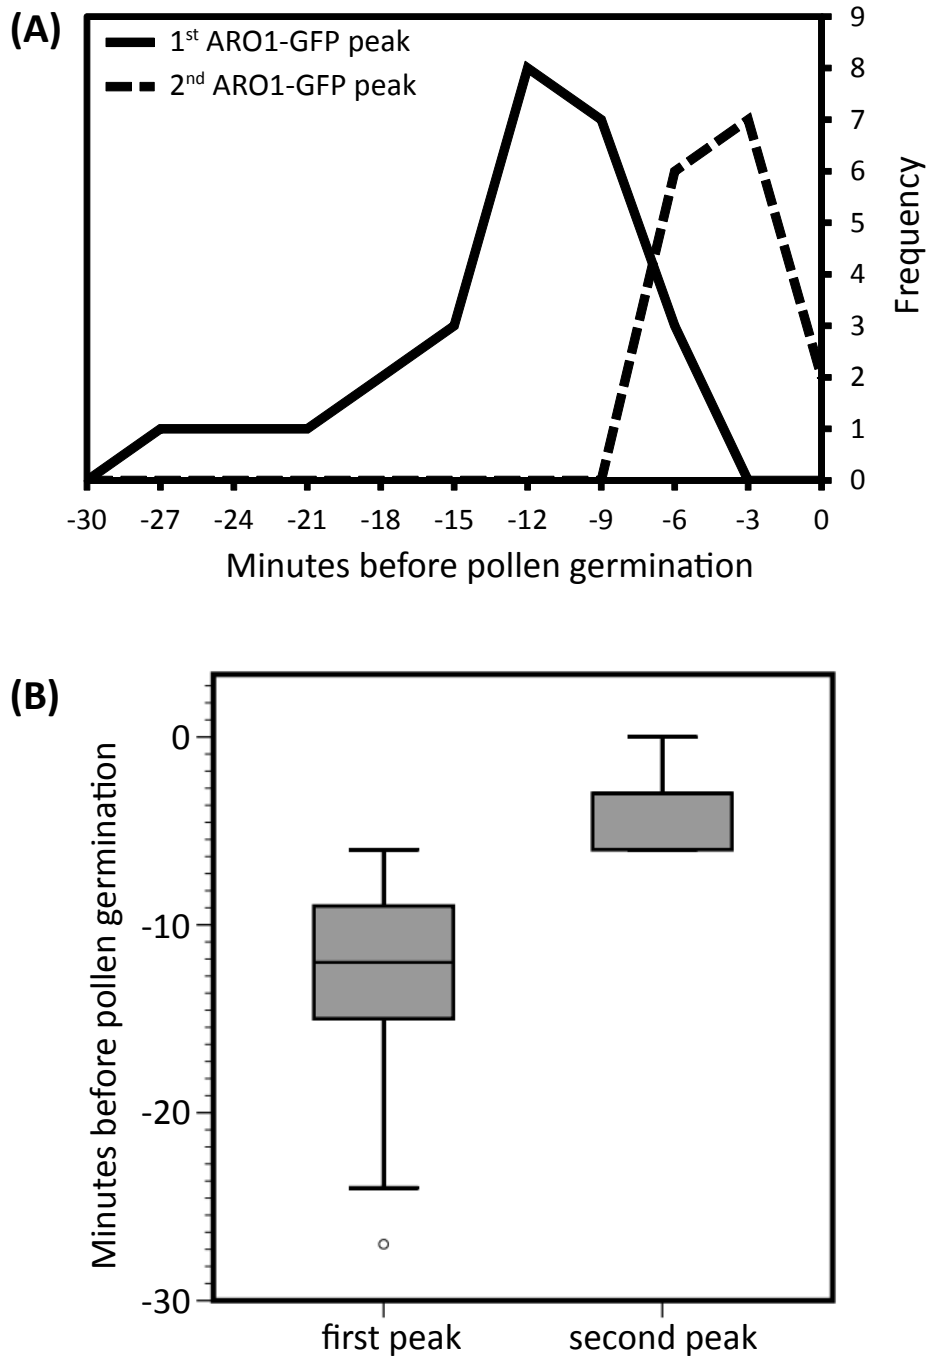 (A)
1st ARO1-GFP peak
2nd ARO1-GFP peak
9
8
7
6
5
4
3
2
1
0
Frequency
-30 -27 -24 -21 -18 -15 -12 -9 -6 -3 0
Minutes before pollen germination
(B)
Minutes before pollen germination
0
-10
-20
-30
first peak second peak